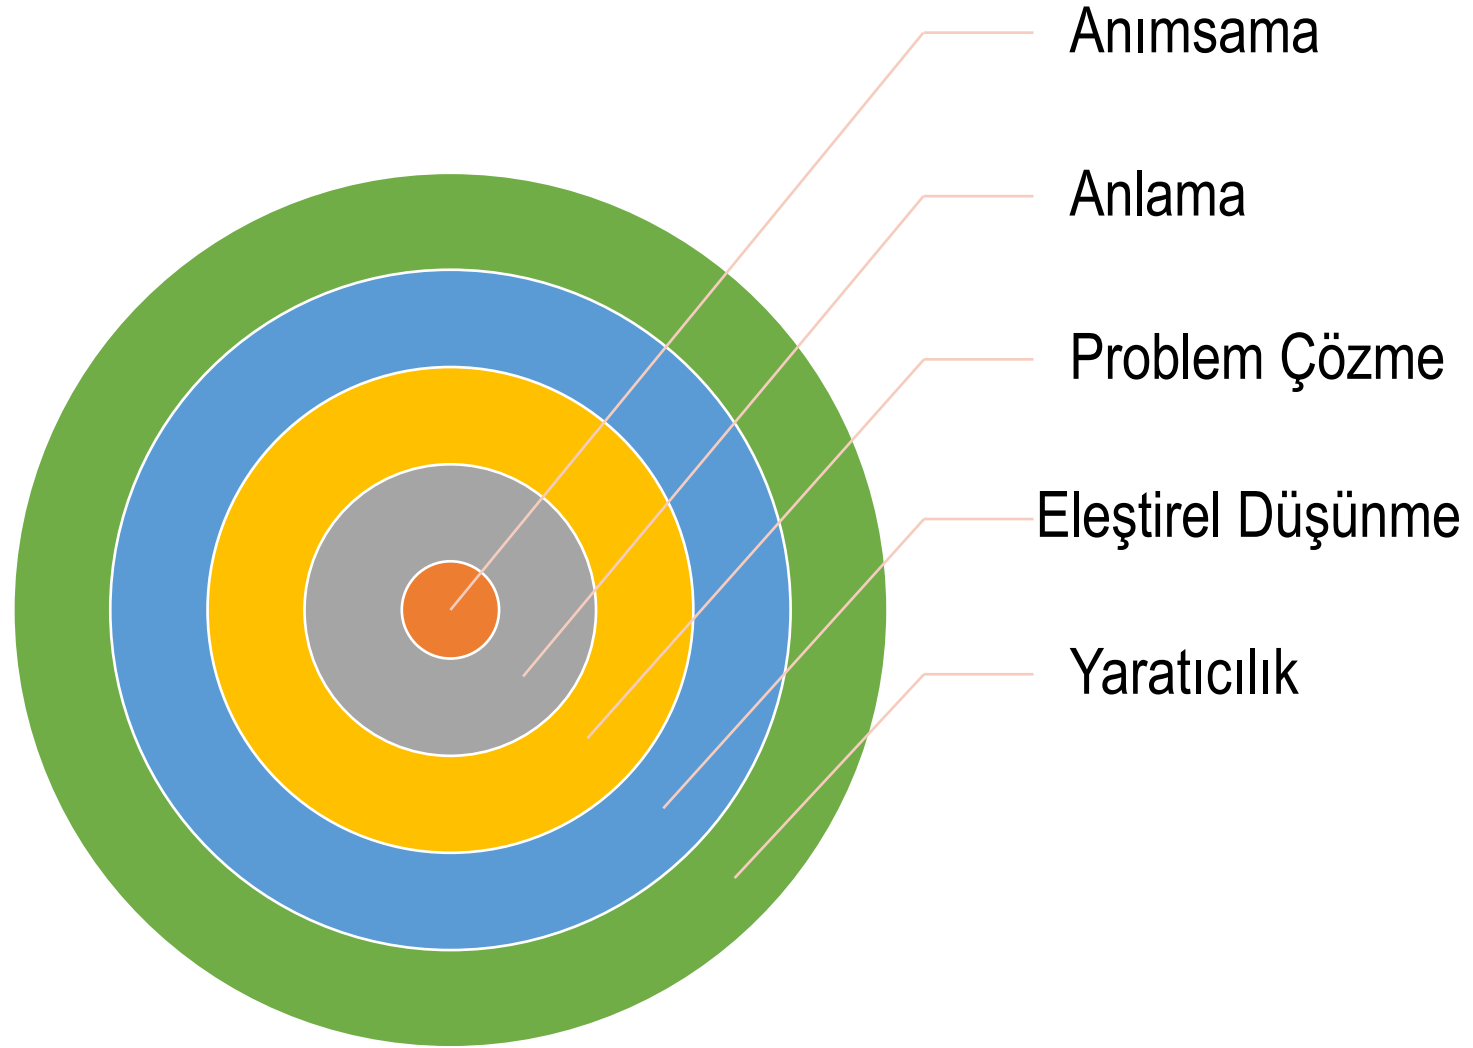 Anımsama
Anlama
Problem Çözme
Eleştirel Düşünme
Yaratıcılık